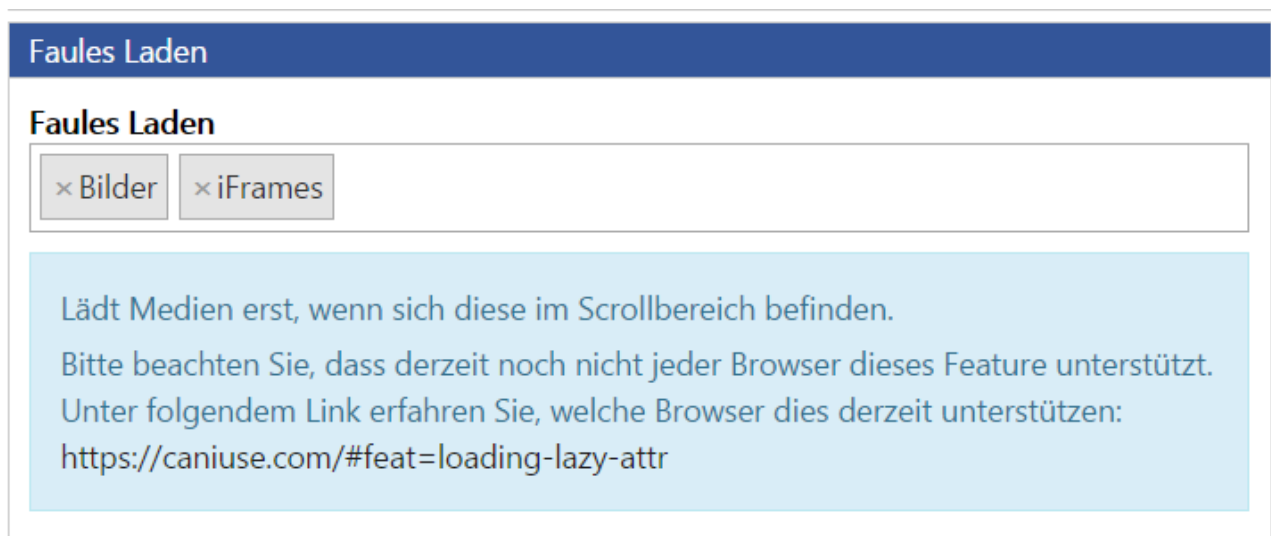 Faules Laden
Faules Laden
× Bilder × iFrames
Lädt Medien erst, wenn sich diese im Scrollbereich befinden.
Bitte beachten Sie, dass derzeit noch nicht jeder Browser dieses Feature unterstützt.
Unter folgendem Link erfahren Sie, welche Browser dies derzeit unterstützen:
https://caniuse.com/#feat=loading-lazy-attr